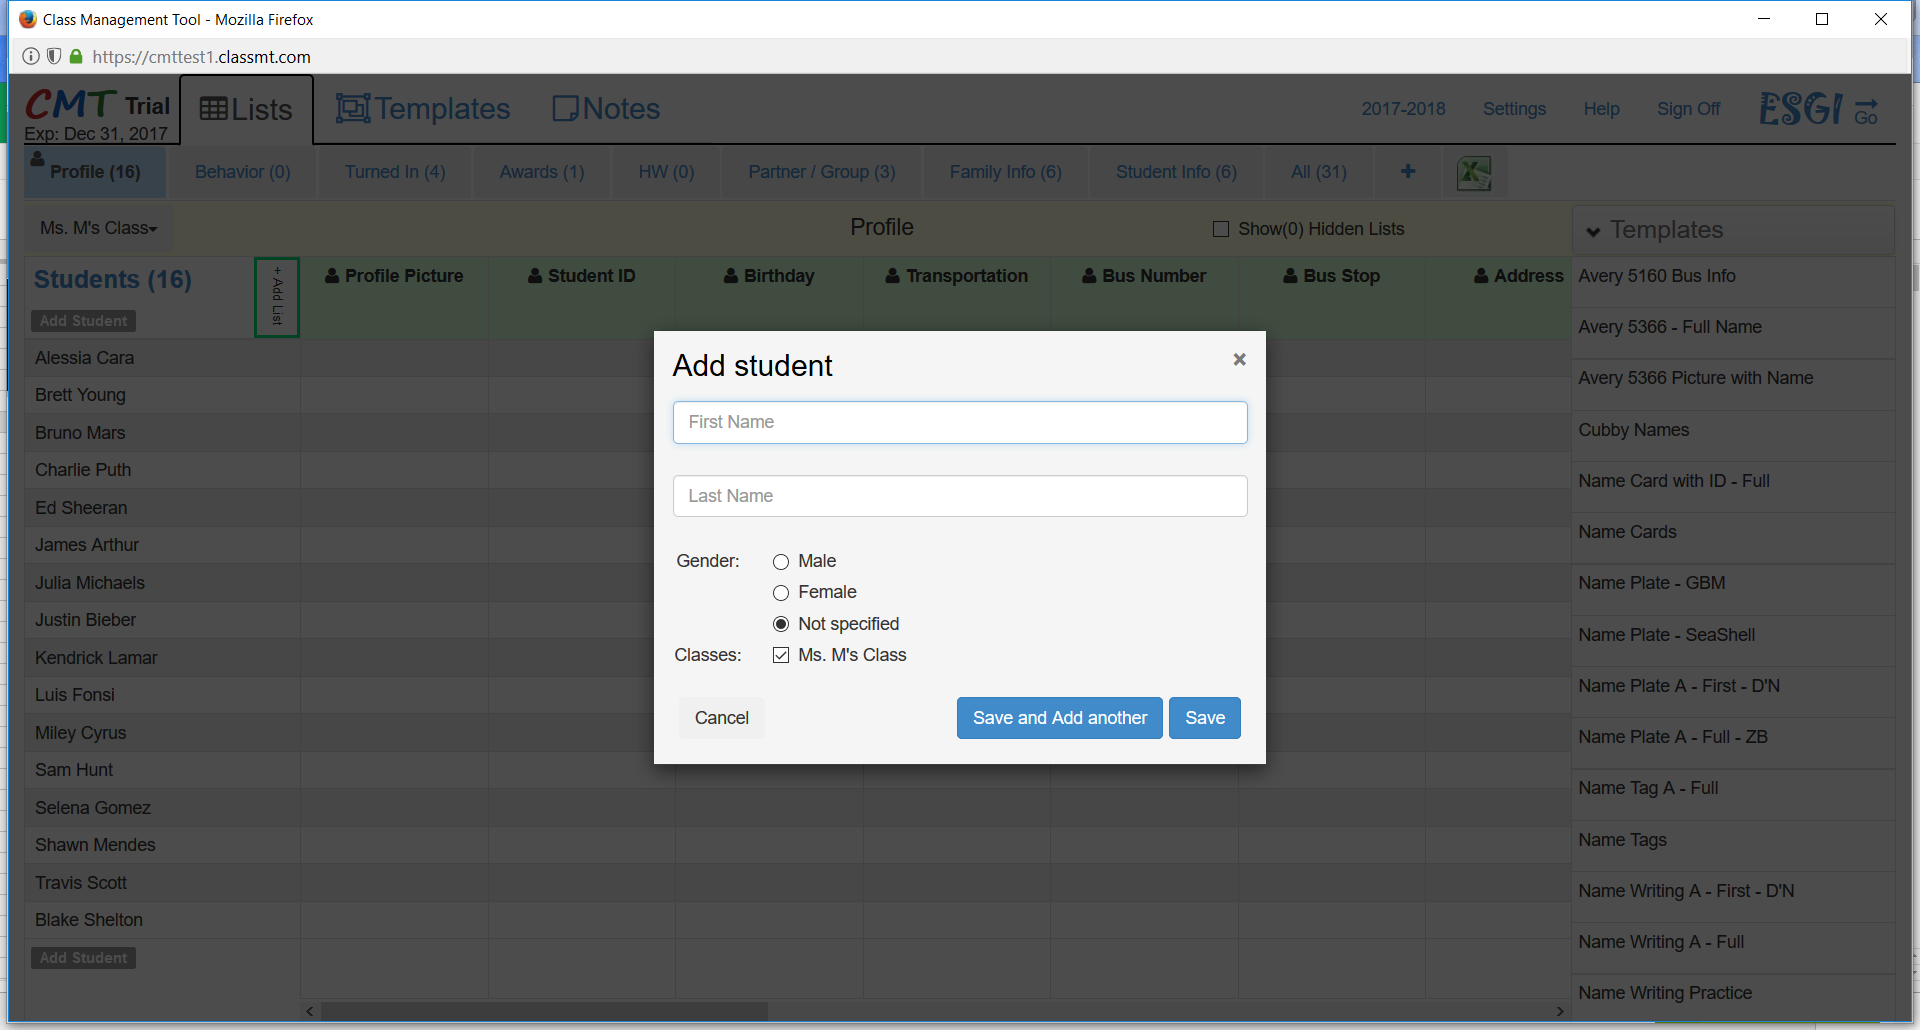 Class Management Tool - Mozilla Firefox
https://cmttest1.classmt.com
CMT Trial
Exp: Dec 31, 2017
Lists
Templates
Notes
2017-2018
Settings
Help
Sign Off
ESGI
Go
Profile (16)
Behavior (0)
Turned In (4)
Awards (1)
HW (0)
Partner / Group (3)
Family Info (6)
Student Info (6)
All (31)
+
Ms. M's Class
Profile
Show(0) Hidden Lists
Templates
Students (16)
+ Add List
Add Student
Profile Picture
Student ID
Birthday
Transportation
Bus Number
Bus Stop
Address
Alessia Cara
Brett Young
Bruno Mars
Charlie Puth
Ed Sheeran
James Arthur
Julia Michaels
Justin Bieber
Kendrick Lamar
Luis Fonsi
Miley Cyrus
Sam Hunt
Selena Gomez
Shawn Mendes
Travis Scott
Blake Shelton
Add Student
Add student
×
First Name
Last Name
Gender:
Male
Female
Not specified
Classes:
Ms. M's Class
Cancel
Save and Add another
Save
Avery 5160 Bus Info
Avery 5366 - Full Name
Avery 5366 Picture with Name
Cubby Names
Name Card with ID - Full
Name Cards
Name Plate - GBM
Name Plate - SeaShell
Name Plate A - First - D'N
Name Plate A - Full - ZB
Name Tag A - Full
Name Tags
Name Writing A - First - D'N
Name Writing A - Full
Name Writing Practice